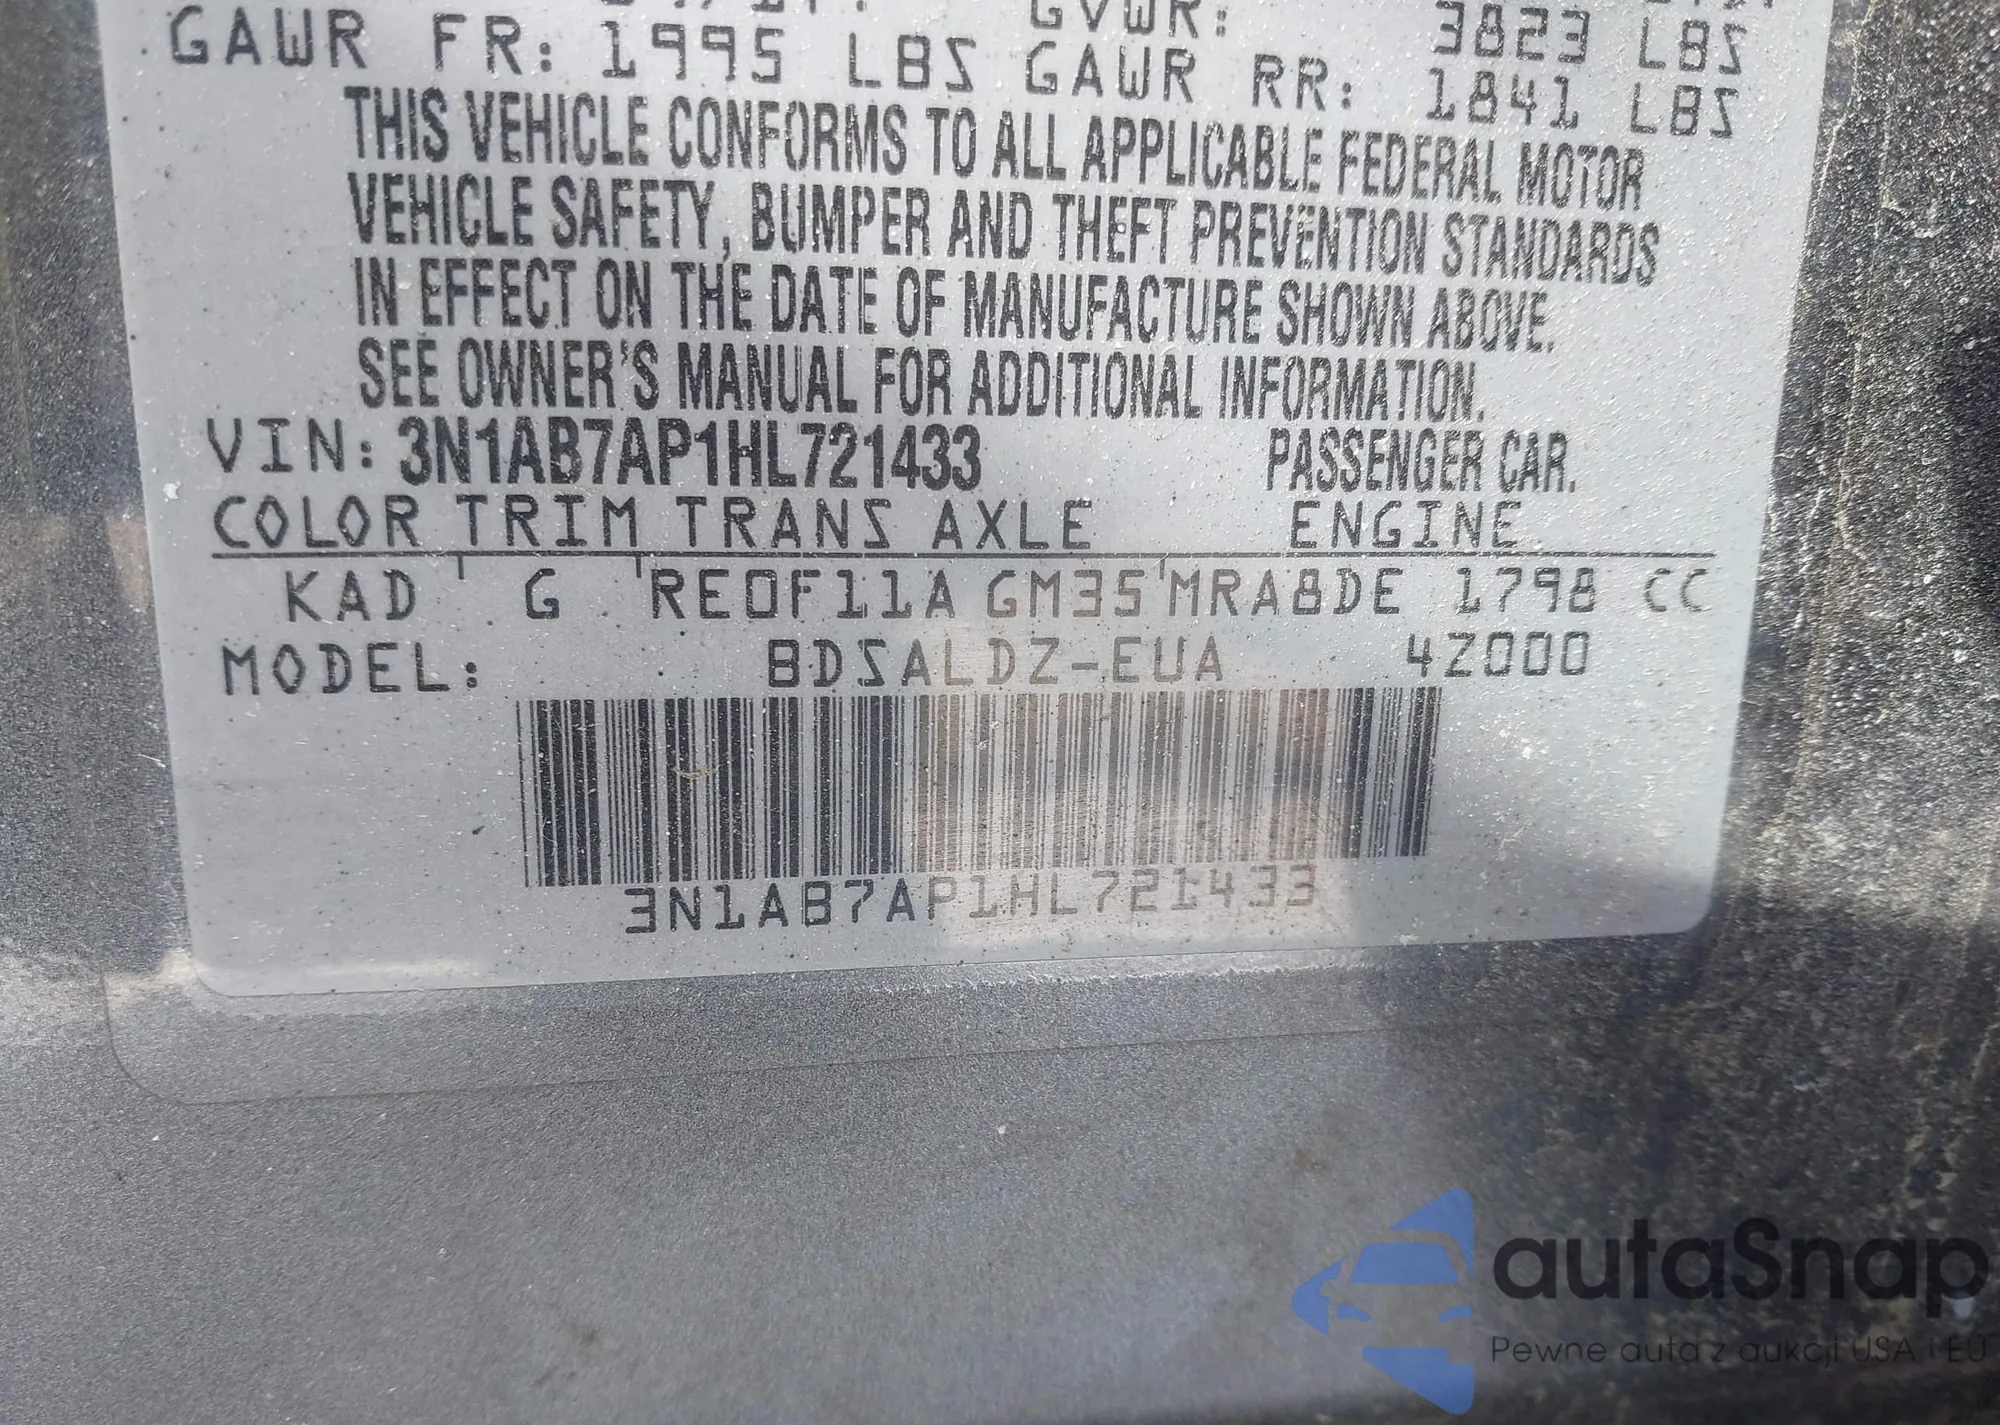 GVWR: 3823 LBS
GAWR FR: 1995 LBS GAWR RR: 1841 LBS
THIS VEHICLE CONFORMS TO ALL APPLICABLE FEDERAL MOTOR
VEHICLE SAFETY, BUMPER AND THEFT PREVENTION STANDARDS
IN EFFECT ON THE DATE OF MANUFACTURE SHOWN ABOVE.
SEE OWNER'S MANUAL FOR ADDITIONAL INFORMATION.
VIN: 3N1AB7AP1HL721433 PASSENGER CAR.
COLOR TRIM TRANS AXLE ENGINE
KAD G RE0F11A GM35 MRA8DE 1798 CC
MODEL: BDSALDZ-EUA 4Z000
3N1AB7AP1HL721433
autaSnap
Pewne auta z aukcji USA i EU